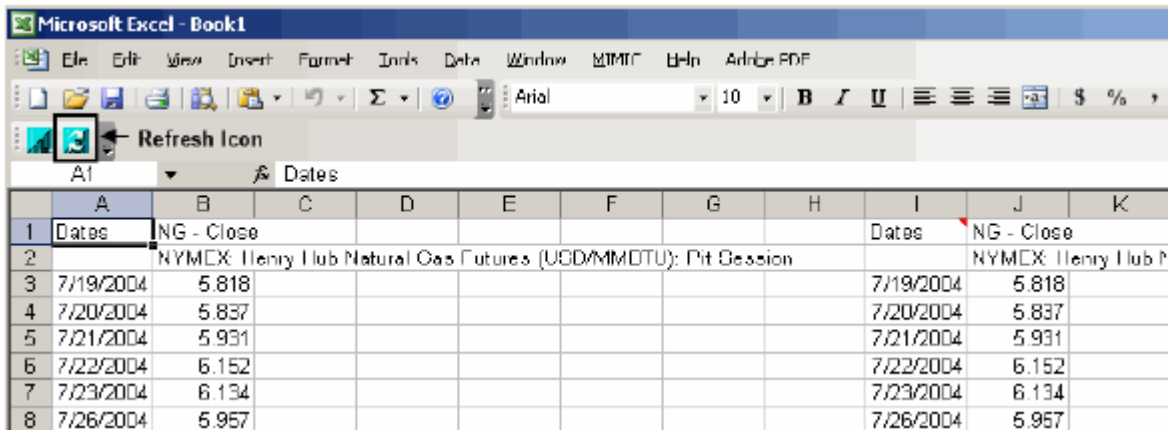 Microsoft Excel - Book1
File Edit View Insert Format Tools Data Window MIMIC Help Adobe PDF
Σ Arial 10 B I U $ % ,
Refresh Icon
A1 fx Dates
A B C D E F G H I J K
1 Dates NG - Close Dates NG - Close
2 NYMEX: Henry Hub Natural Gas Futures (USD/MMBTU): Pit Session NYMEX: Henry Hub N
3 7/19/2004 5.818 7/19/2004 5.818
4 7/20/2004 5.837 7/20/2004 5.837
5 7/21/2004 5.931 7/21/2004 5.931
6 7/22/2004 6.152 7/22/2004 6.152
7 7/23/2004 6.134 7/23/2004 6.134
8 7/26/2004 5.967 7/26/2004 5.967